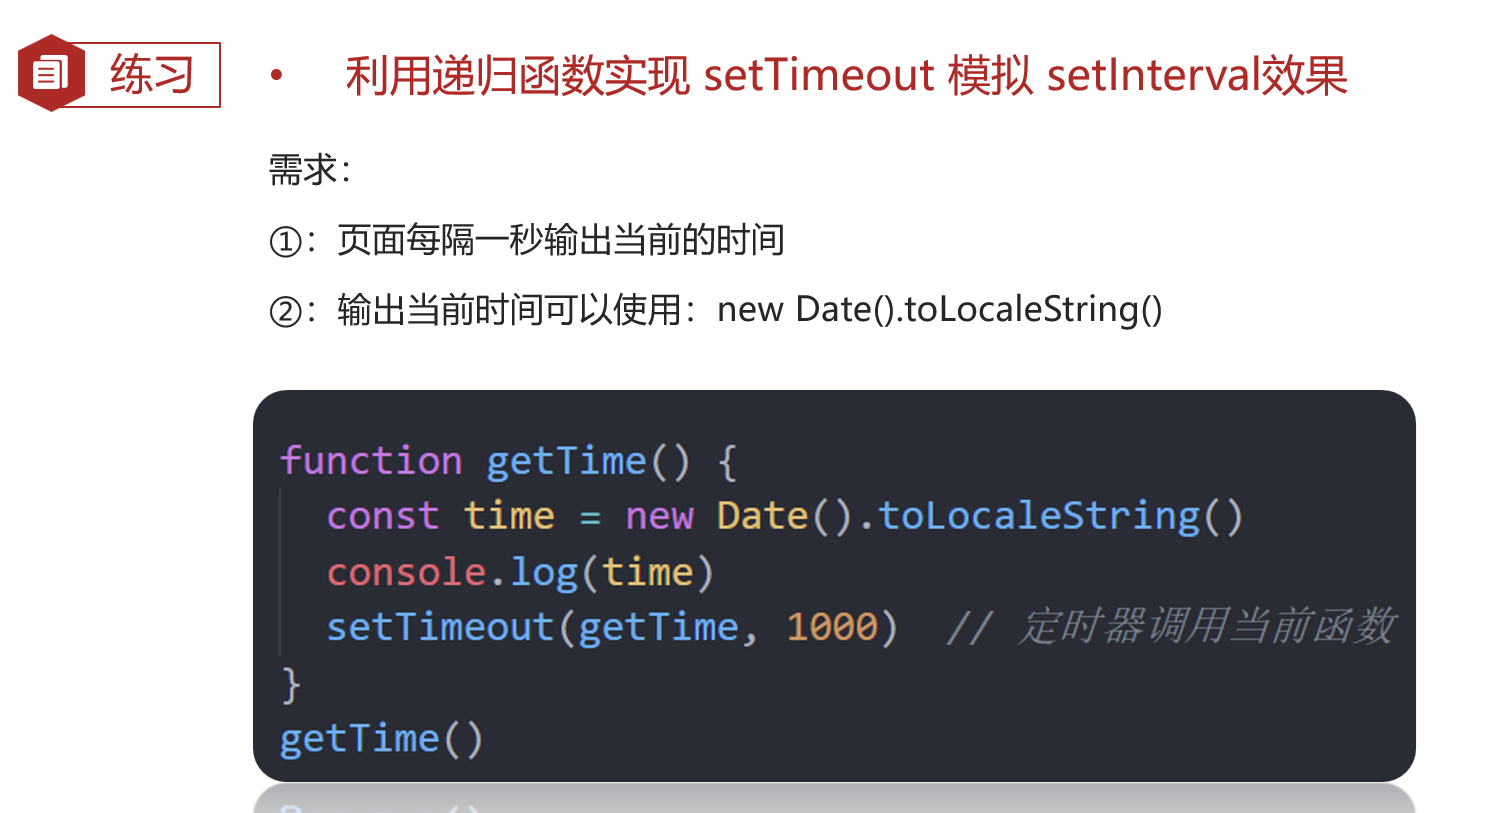 练习
• 利用递归函数实现 setTimeout 模拟 setInterval效果
需求：
①：页面每隔一秒输出当前的时间
②：输出当前时间可以使用：new Date().toLocaleString()
function getTime() {
  const time = new Date().toLocaleString()
  console.log(time)
  setTimeout(getTime, 1000)  // 定时器调用当前函数
}
getTime()